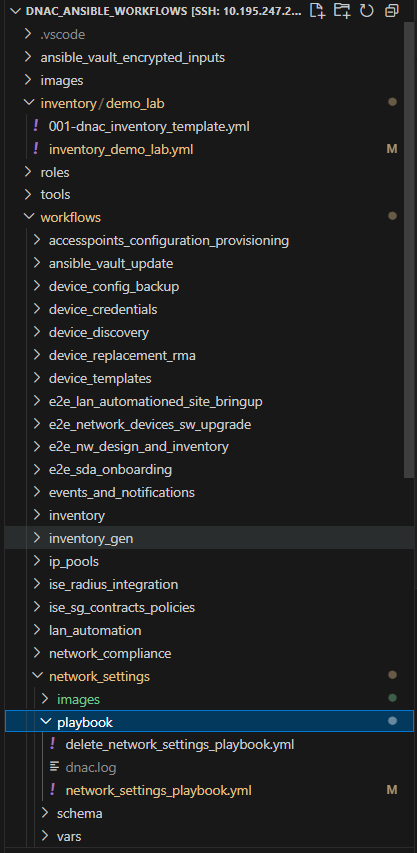 DNAC_ANSIBLE_WORKFLOWS [SSH: 10.195.247.2...
.vscode
ansible_vault_encrypted_inputs
images
inventory / demo_lab
! 001-dnac_inventory_template.yml
! inventory_demo_lab.yml M
roles
tools
workflows
accesspoints_configuration_provisioning
ansible_vault_update
device_config_backup
device_credentials
device_discovery
device_replacement_rma
device_templates
e2e_lan_automationed_site_bringup
e2e_network_devices_sw_upgrade
e2e_nw_design_and_inventory
e2e_sda_onboarding
events_and_notifications
inventory
inventory_gen
ip_pools
ise_radius_integration
ise_sg_contracts_policies
lan_automation
network_compliance
network_settings
images
playbook
! delete_network_settings_playbook.yml
dnac.log
! network_settings_playbook.yml M
schema
vars